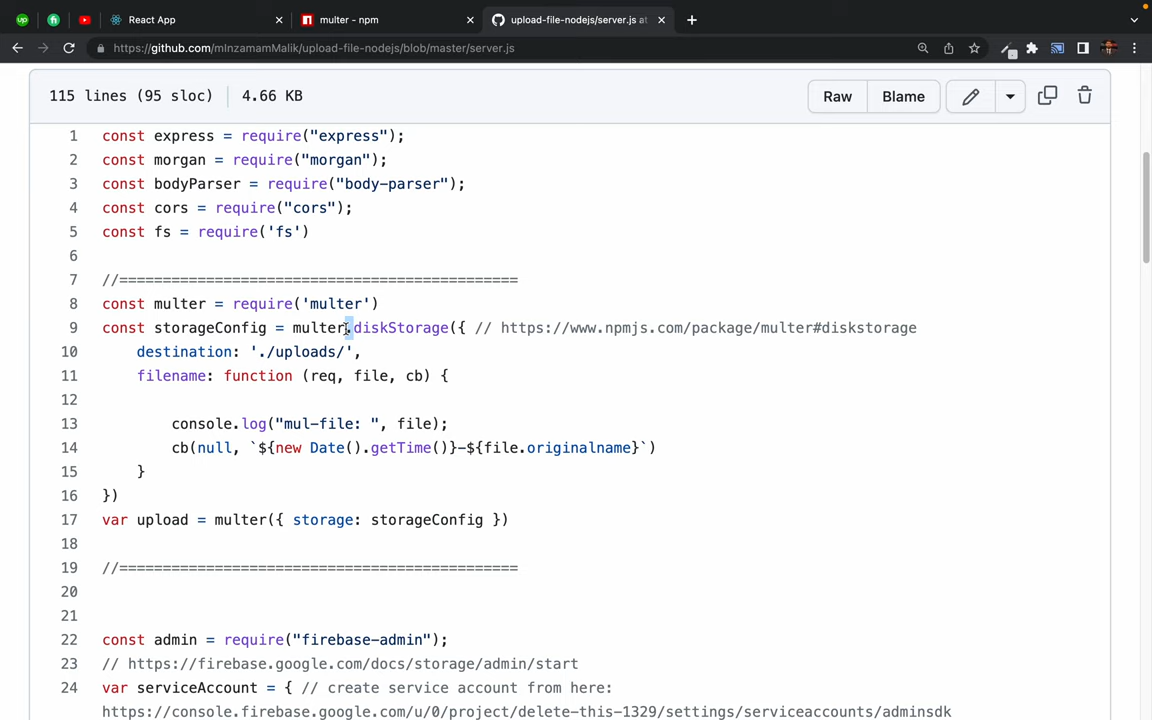 up
fi
React App
multer - npm
upload-file-nodejs/server.js at
https://github.com/mInzamamMalik/upload-file-nodejs/blob/master/server.js
115 lines (95 sloc)
4.66 KB
Raw
Blame
1 const express = require("express");
2 const morgan = require("morgan");
3 const bodyParser = require("body-parser");
4 const cors = require("cors");
5 const fs = require('fs')
6
7 //==============================================
8 const multer = require('multer')
9 const storageConfig = multer.diskStorage({ // https://www.npmjs.com/package/multer#diskstorage
10 destination: './uploads/',
11 filename: function (req, file, cb) {
12
13 console.log("mul-file: ", file);
14 cb(null, `${new Date().getTime()}-${file.originalname}`)
15 }
16 })
17 var upload = multer({ storage: storageConfig })
18
19 //==============================================
20
21
22 const admin = require("firebase-admin");
23 // https://firebase.google.com/docs/storage/admin/start
24 var serviceAccount = { // create service account from here:
https://console.firebase.google.com/u/0/project/delete-this-1329/settings/serviceaccounts/adminsdk